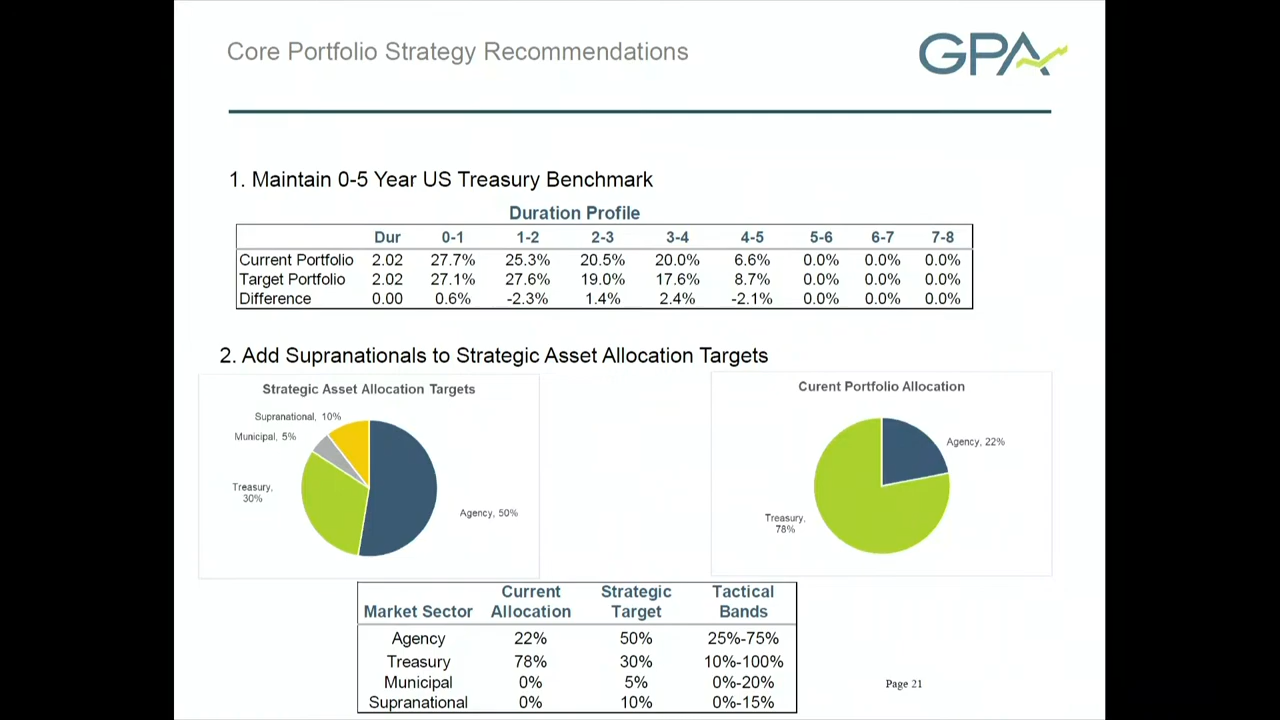 Core Portfolio Strategy Recommendations
GPA
1. Maintain 0-5 Year US Treasury Benchmark
Duration Profile
Dur 0-1 1-2 2-3 3-4 4-5 5-6 6-7 7-8
Current Portfolio 2.02 27.7% 25.3% 20.5% 20.0% 6.6% 0.0% 0.0% 0.0%
Target Portfolio 2.02 27.1% 27.6% 19.0% 17.6% 8.7% 0.0% 0.0% 0.0%
Difference 0.00 0.6% -2.3% 1.4% 2.4% -2.1% 0.0% 0.0% 0.0%
2. Add Supranationals to Strategic Asset Allocation Targets
Strategic Asset Allocation Targets
Supranational, 10%
Municipal, 5%
Treasury,
30%
Agency, 50%
Curent Portfolio Allocation
Agency, 22%
Treasury,
78%
Current Strategic Tactical
Market Sector Allocation Target Bands
Agency 22% 50% 25%-75%
Treasury 78% 30% 10%-100%
Municipal 0% 5% 0%-20%
Supranational 0% 10% 0%-15%
Page 21